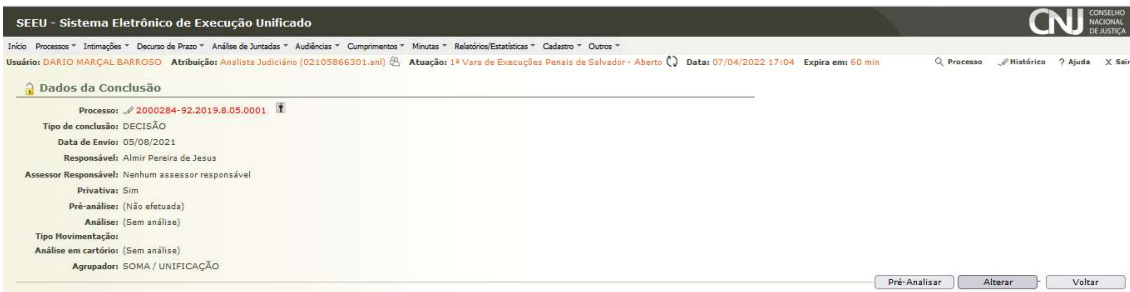 SEEU - Sistema Eletrônico de Execução Unificado
CNJ CONSELHO NACIONAL DE JUSTIÇA
Início Processos Intimações Decurso de Prazo Análise de Juntadas Audiências Cumprimentos Minutas Relatórios/Estatísticas Cadastro Outros
Usuário: DARIO MARÇAL BARROSO Atribuição: Analista Judiciário (02105866301.anl) Atuação: 1ª Vara de Execuções Penais de Salvador - Aberto Data: 07/04/2022 17:04 Expira em: 60 min Processo Histórico ? Ajuda X Sair
Dados da Conclusão
Processo: 2000284-92.2019.8.05.0001
Tipo de conclusão: DECISÃO
Data de Envio: 05/08/2021
Responsável: Almir Pereira de Jesus
Assessor Responsável: Nenhum assessor responsável
Privativa: Sim
Pré-análise: (Não efetuada)
Análise: (Sem análise)
Tipo Movimentação:
Análise em cartório: (Sem análise)
Agrupador: SOMA / UNIFICAÇÃO
Pré-Analisar Alterar Voltar